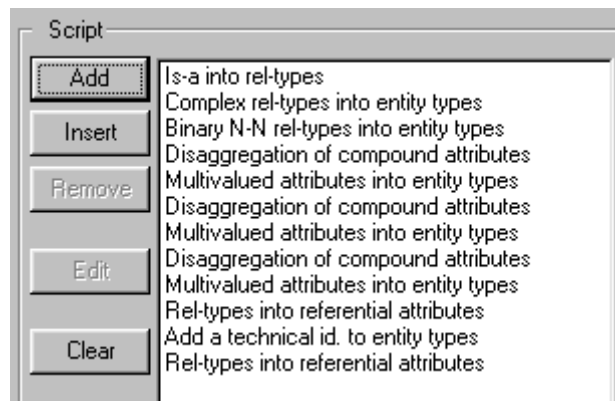 Script
Add
Insert
Remove
Edit
Clear
Is-a into rel-types
Complex rel-types into entity types
Binary N-N rel-types into entity types
Disaggregation of compound attributes
Multivalued attributes into entity types
Disaggregation of compound attributes
Multivalued attributes into entity types
Disaggregation of compound attributes
Multivalued attributes into entity types
Rel-types into referential attributes
Add a technical id. to entity types
Rel-types into referential attributes